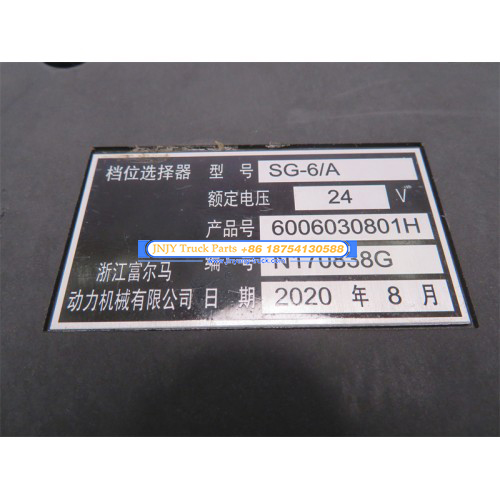 档位选择器 型 号 SG-6/A
额定电压 24 V
产品号 6006030801H
JNJY Truck Parts +86 18754130588
浙江富尔马 编 号 N170838G
动力机械有限公司 日 期 2020 年 8 月